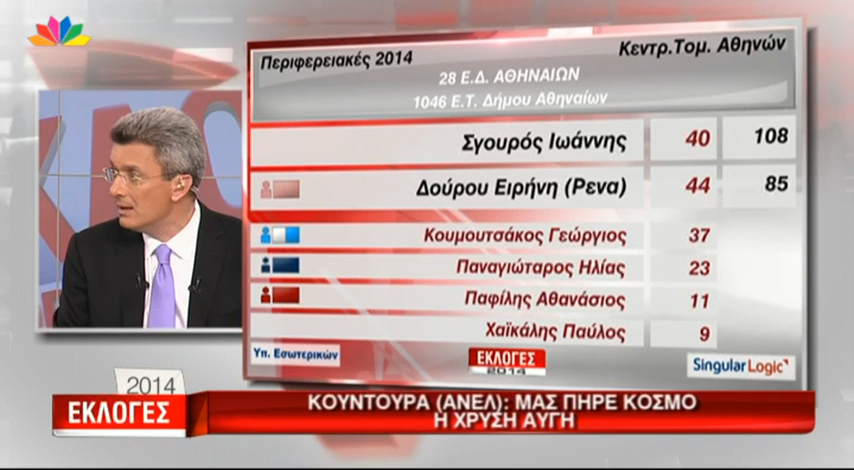 Περιφερειακές 2014
Κεντρ.Τομ. Αθηνών
28 Ε.Δ. ΑΘΗΝΑΙΩΝ
1046 Ε.Τ. Δήμου Αθηναίων
Σγουρός Ιωάννης 40 108
Δούρου Ειρήνη (Ρενα) 44 85
Κουμουτσάκος Γεώργιος 37
Παναγιώταρος Ηλίας 23
Παφίλης Αθανάσιος 11
Χαϊκάλης Παύλος 9
Υπ. Εσωτερικών
ΕΚΛΟΓΕΣ
2014
SingularLogic
2014
ΕΚΛΟΓΕΣ
ΚΟΥΝΤΟΥΡΑ (ΑΝΕΛ): ΜΑΣ ΠΗΡΕ ΚΟΣΜΟ
Η ΧΡΥΣΗ ΑΥΓΗ